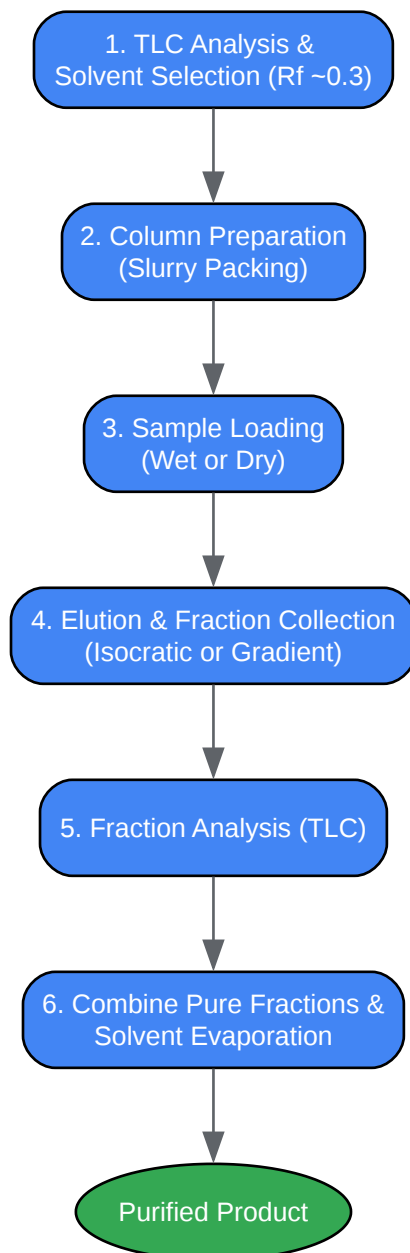 1. TLC Analysis &
Solvent Selection (Rf ~0.3)
2. Column Preparation
(Slurry Packing)
3. Sample Loading
(Wet or Dry)
4. Elution & Fraction Collection
(Isocratic or Gradient)
5. Fraction Analysis (TLC)
6. Combine Pure Fractions &
Solvent Evaporation
Purified Product